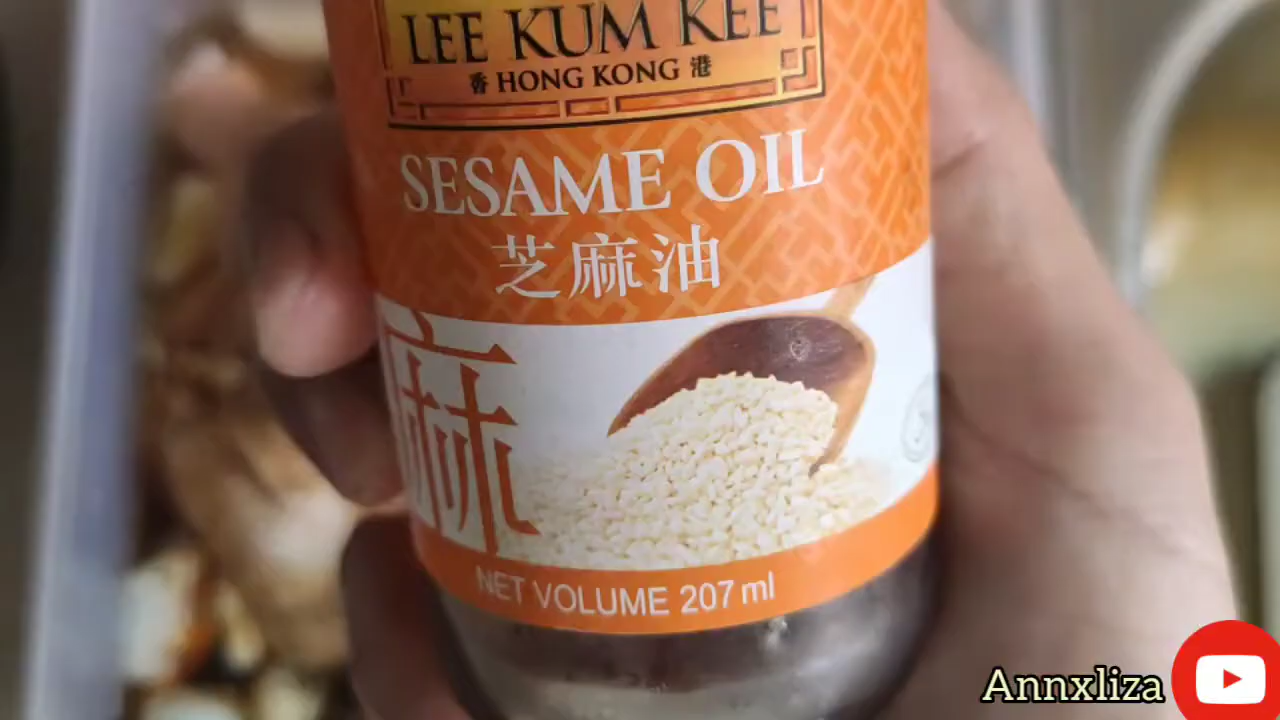 LEE KUM KEE
香 HONG KONG 港
SESAME OIL
芝麻油
麻
NET VOLUME 207 ml
Annxliza